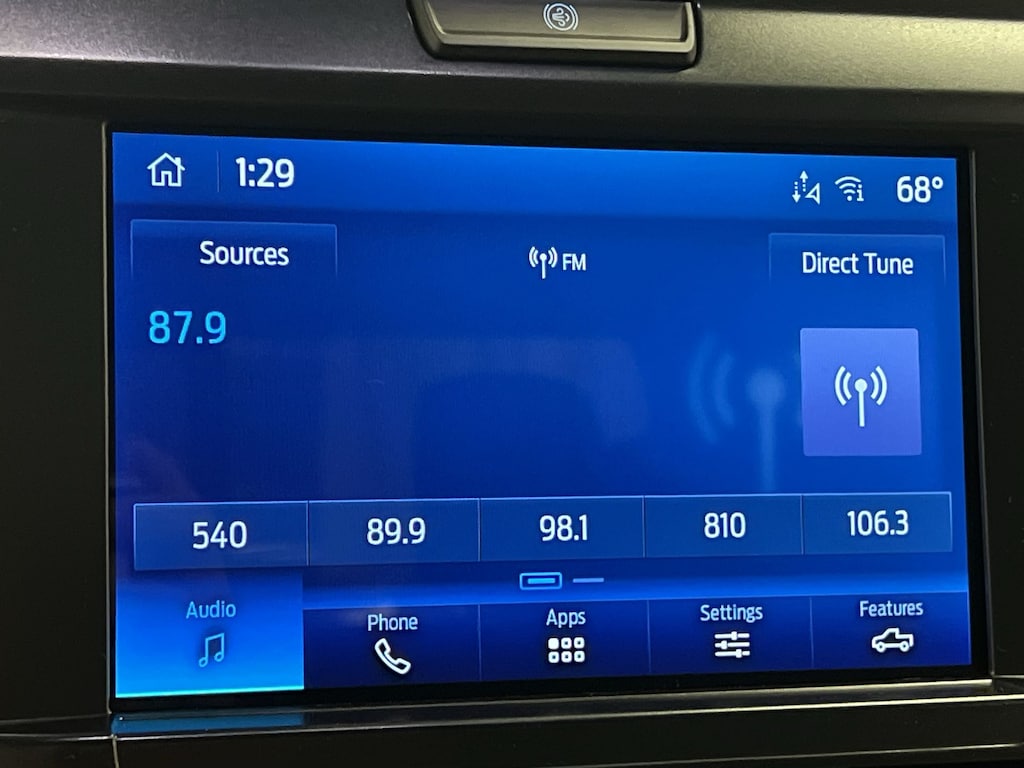 1:29
68°
Sources
FM
Direct Tune
87.9
540
89.9
98.1
810
106.3
Audio
Phone
Apps
Settings
Features